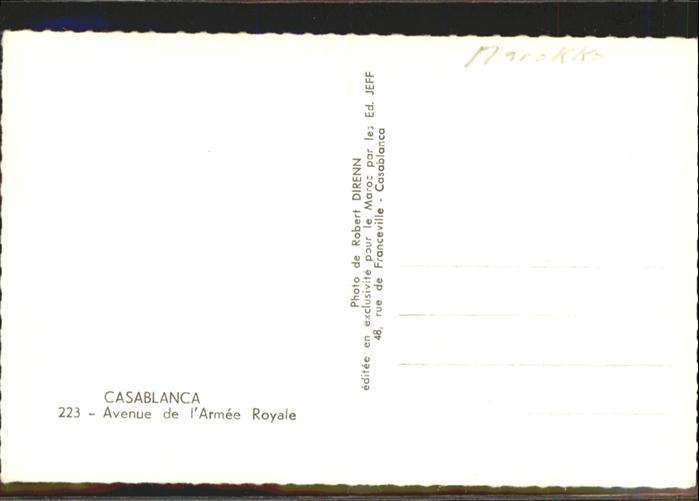 Marokko
Photo de Robert DIRENN
éditée en exclusivité pour le Maroc par les Ed. JEFF
48, rue de Franceville - Casablanca
CASABLANCA
223 - Avenue de l'Armée Royale